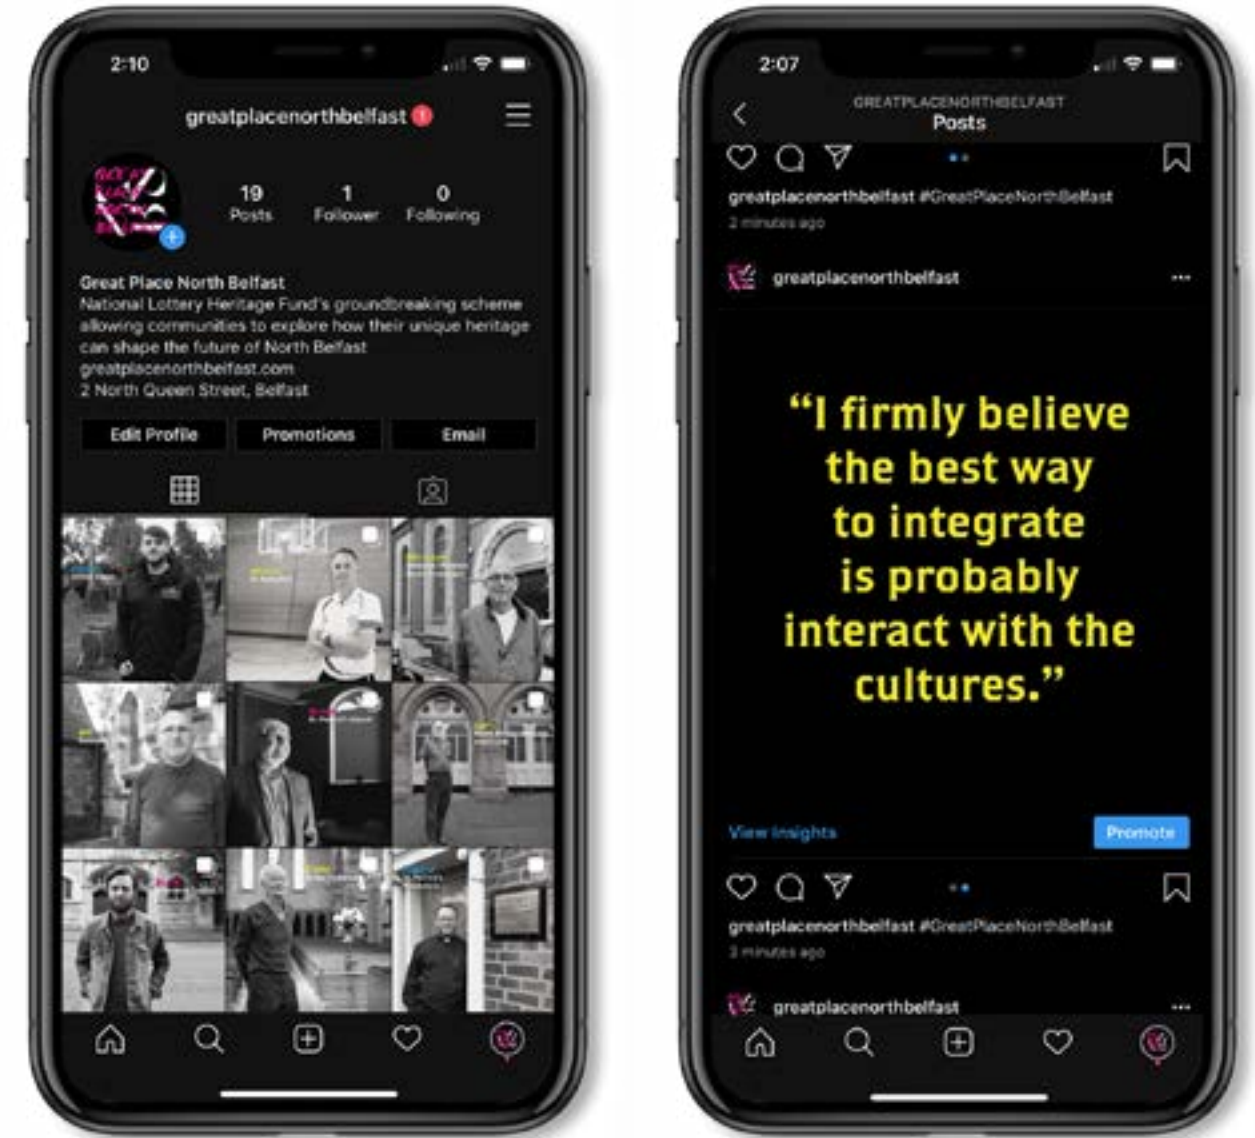 2:10
greatplacenorthbelfast 1
19
Posts
1
Follower
0
Following
Great Place North Belfast
National Lottery Heritage Fund's groundbreaking scheme
allowing communities to explore how their unique heritage
can shape the future of North Belfast
greatplacenorthbelfast.com
2 North Queen Street, Belfast
Edit Profile
Promotions
Email
2:07
GREATPLACENORTHBELFAST
Posts
greatplacenorthbelfast #GreatPlaceNorthBelfast
2 minutes ago
greatplacenorthbelfast
“I firmly believe
the best way
to integrate
is probably
interact with the
cultures.”
View Insights
Promote
greatplacenorthbelfast #GreatPlaceNorthBelfast
3 minutes ago
greatplacenorthbelfast